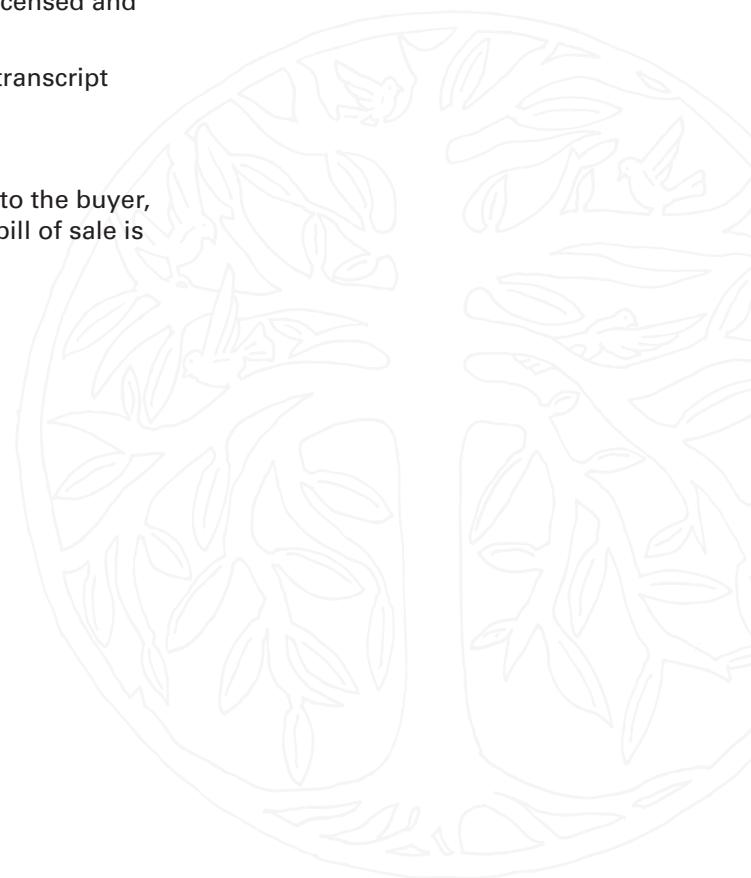 censed and
transcript
to the buyer,
bill of sale is